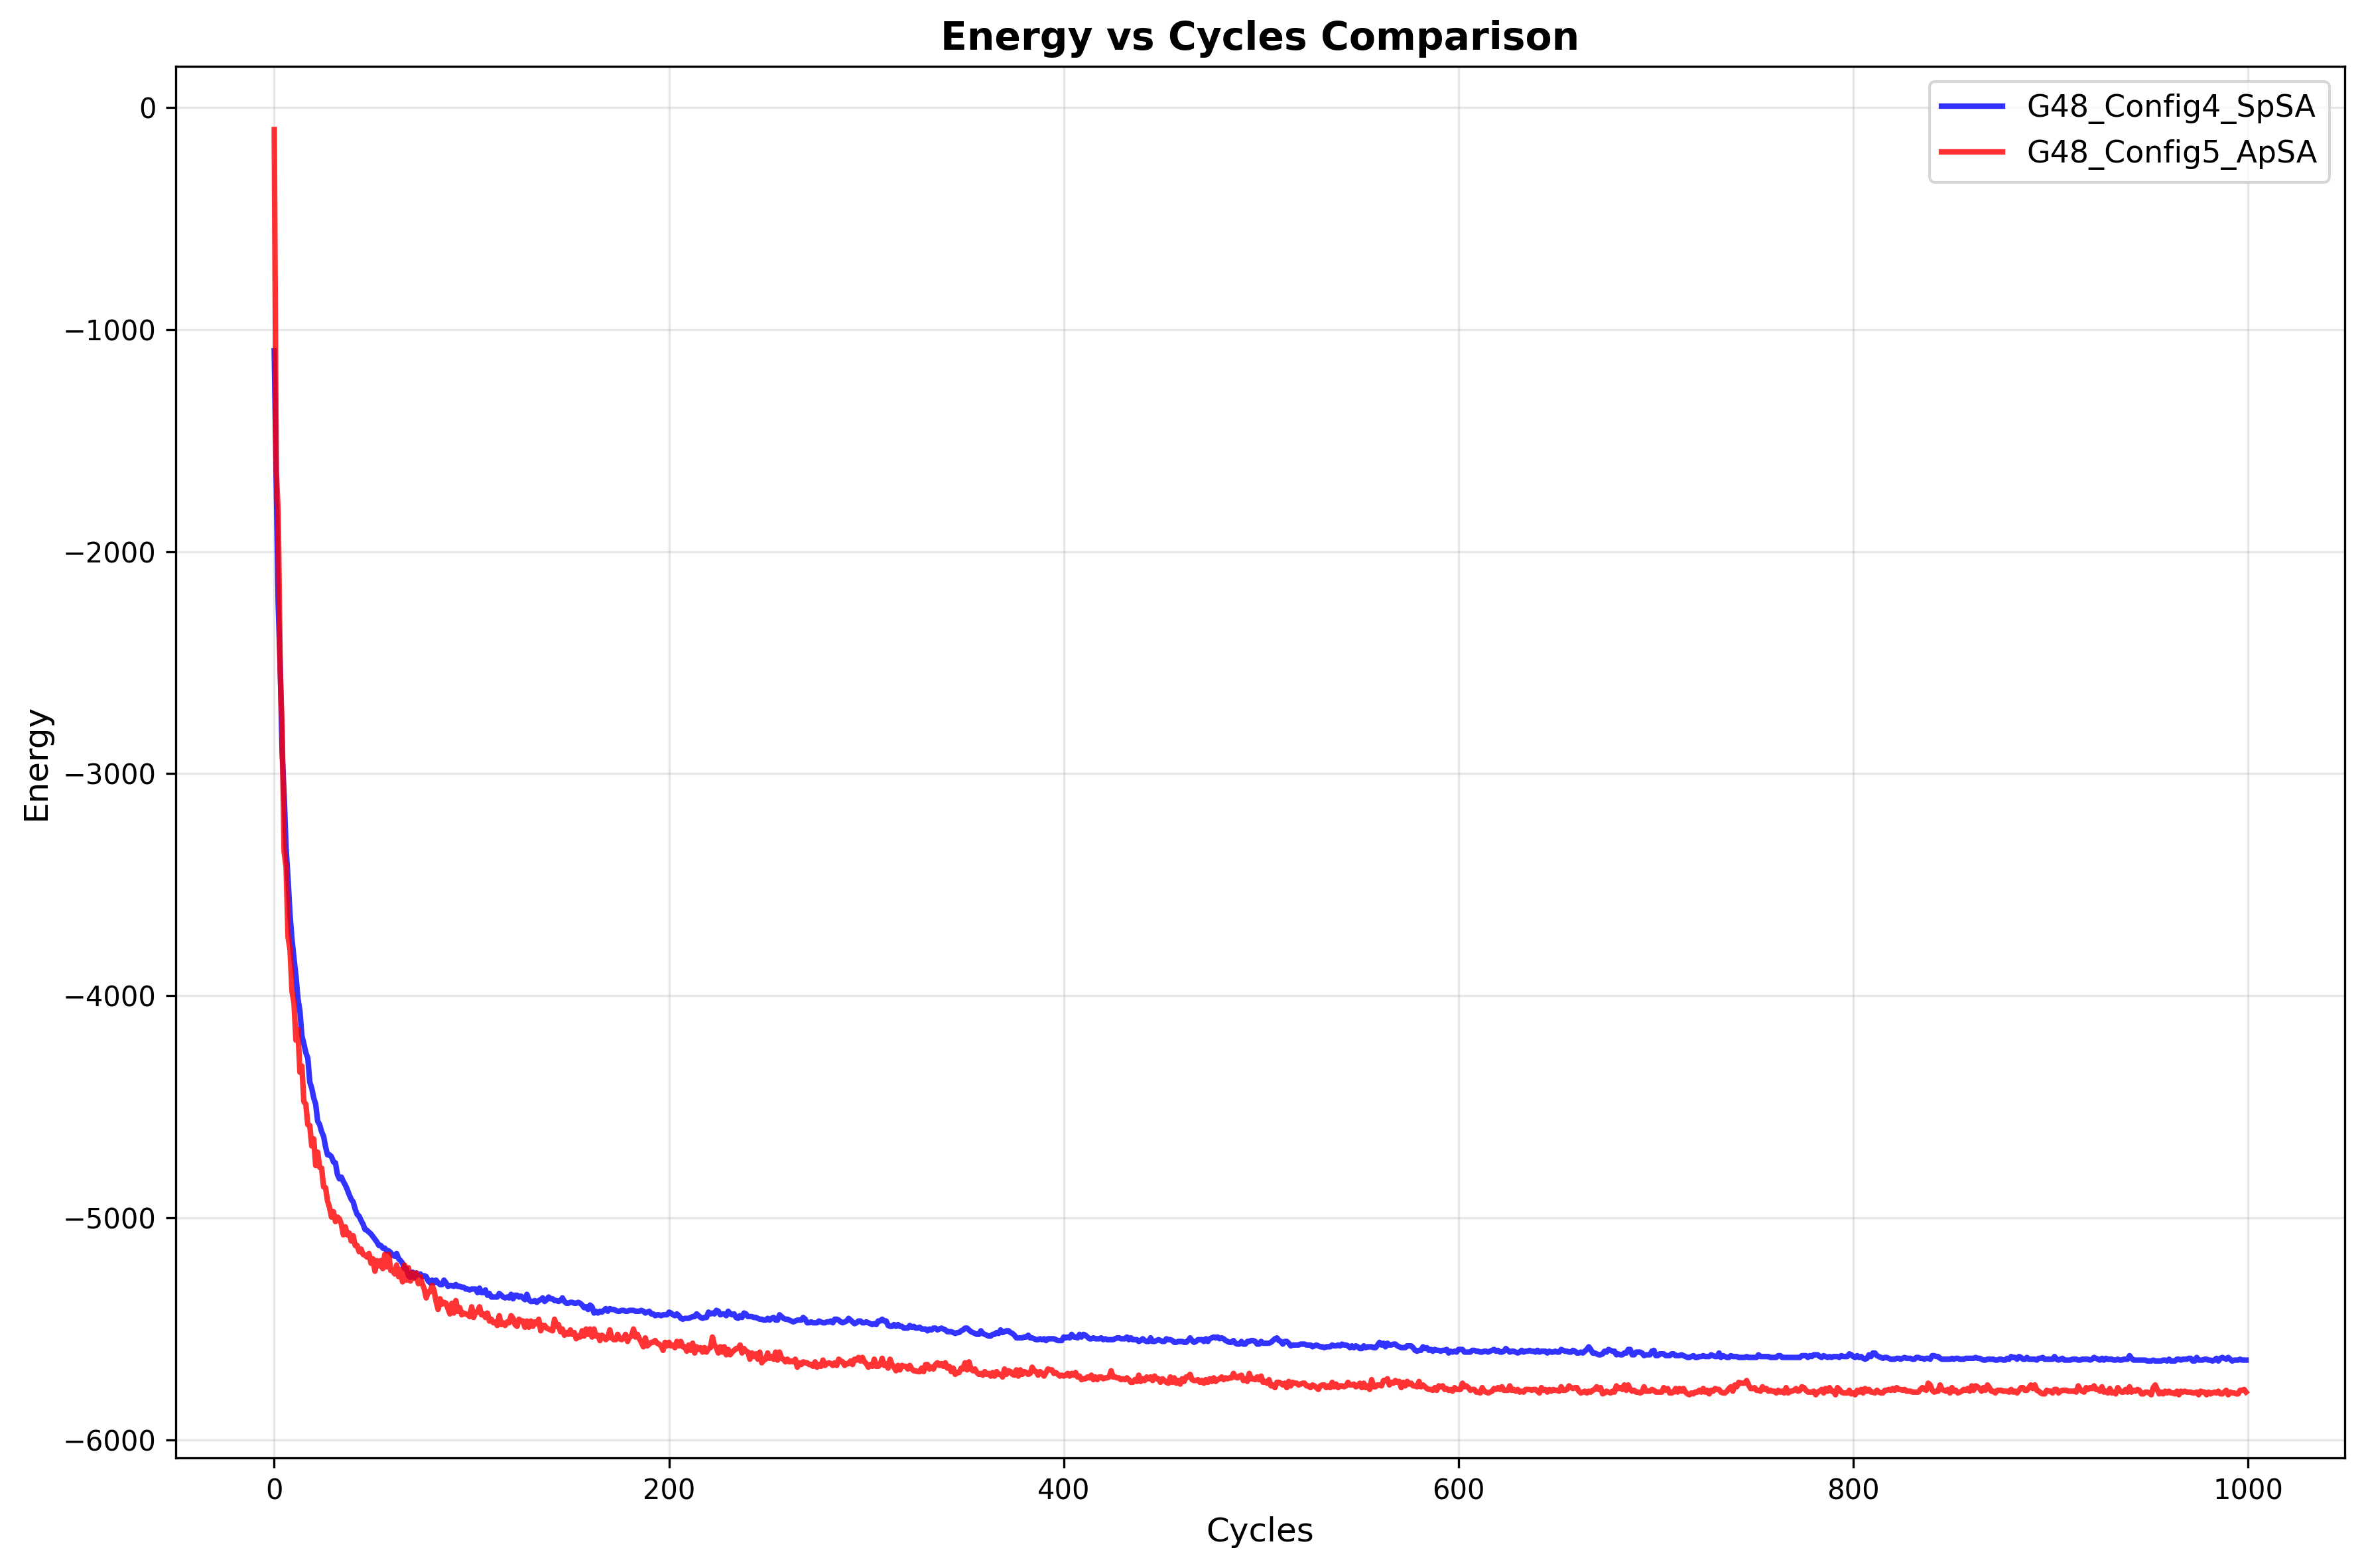 Energy vs Cycles Comparison
G48_Config4_SpSA
G48_Config5_ApSA
Energy
0
−1000
−2000
−3000
−4000
−5000
−6000
0 200 400 600 800 1000
Cycles